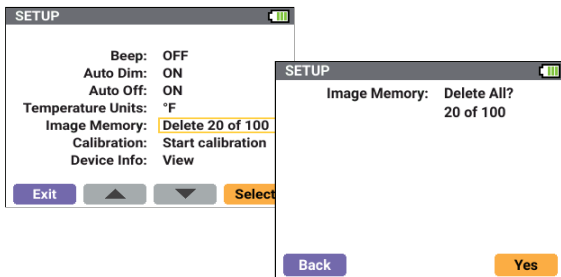 SETUP
Beep: OFF
Auto Dim: ON
Auto Off: ON
Temperature Units: °F
Image Memory: Delete 20 of 100
Calibration: Start calibration
Device Info: View
Exit Select
SETUP
Image Memory: Delete All?
20 of 100
Back Yes